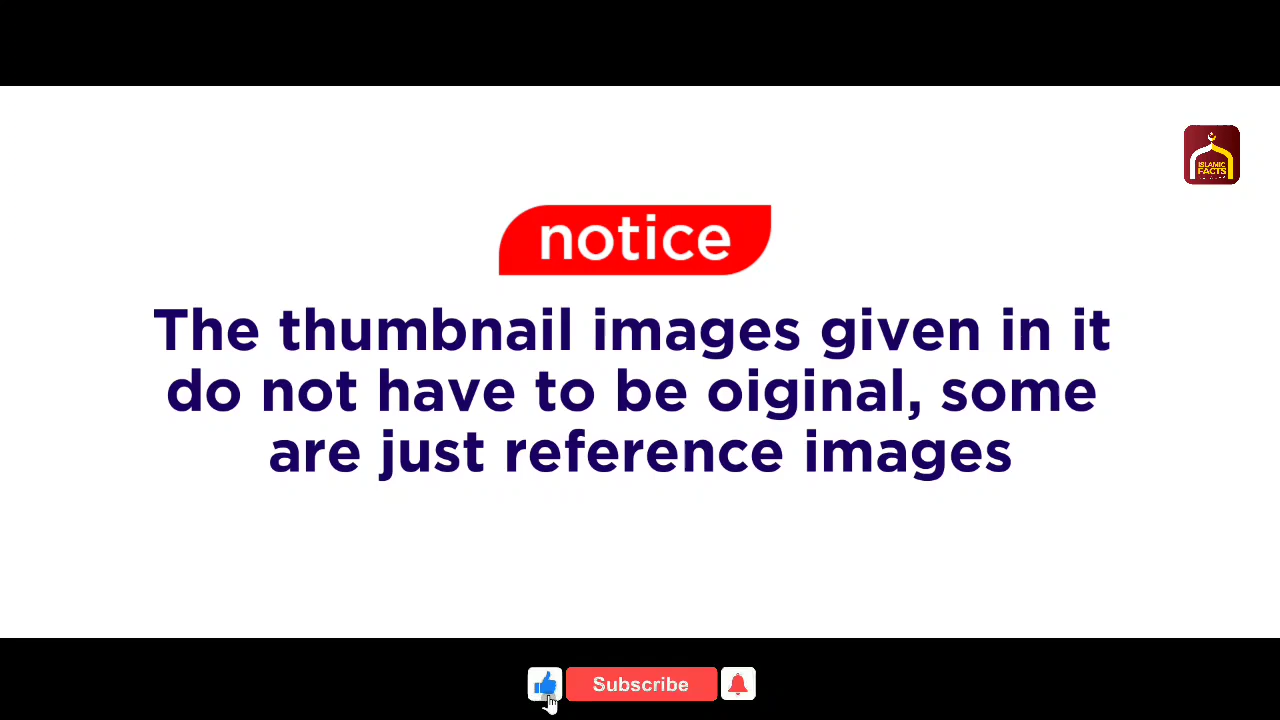 ISLAMIC
FACTS
notice
The thumbnail images given in it
do not have to be oiginal, some
are just reference images
Subscribe